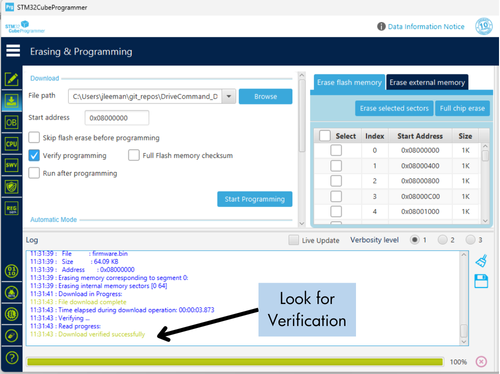 STM32CubeProgrammer
STM32
CubeProgrammer
Data Information Notice
Erasing & Programming
Download
File path
C:\Users\jleeman\git_repos\DriveCommand_D
Browse
Start address
0x08000000
Skip flash erase before programming
Verify programming
Full Flash memory checksum
Run after programming
Start Programming
Automatic Mode
Erase flash memory
Erase external memory
Erase selected sectors
Full chip erase
Select Index Start Address Size
0 0x08000000 1K
1 0x08000400 1K
2 0x08000800 1K
3 0x08000C00 1K
4 0x08001000 1K
OB
CPU
SWV
REG
Log
Live Update
Verbosity level
1
2
3
11:31:39 : File : firmware.bin
11:31:39 : Size : 64.09 KB
11:31:39 : Address : 0x08000000
11:31:39 : Erasing memory corresponding to segment 0:
11:31:39 : Erasing internal memory sectors [0 64]
11:31:41 : Download in Progress:
11:31:43 : File download complete
11:31:43 : Time elapsed during download operation: 00:00:03.873
11:31:43 : Verifying ...
11:31:43 : Read progress:
11:31:43 : Download verified successfully
Look for
Verification
100%